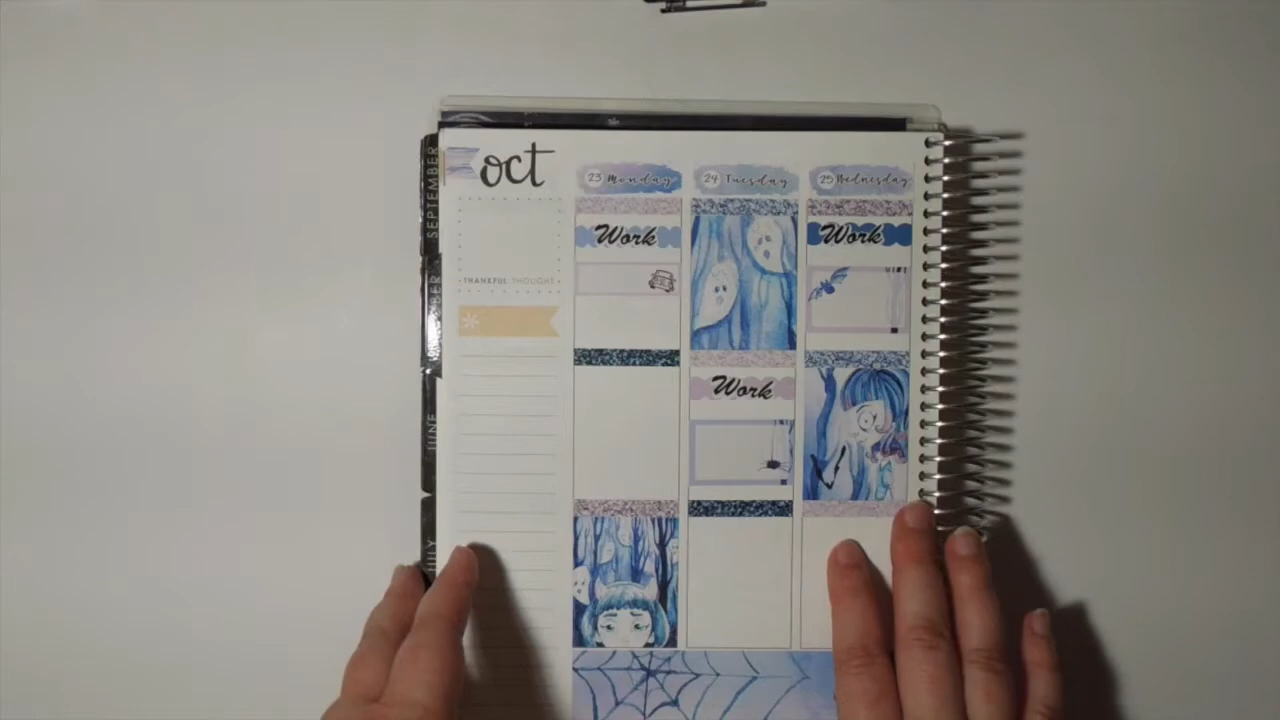 SEPTEMBER
oct
23 Monday
24 Tuesday
25 Wednesday
Work
Work
THANKFUL THOUGHT
Work
JUNE
JULY